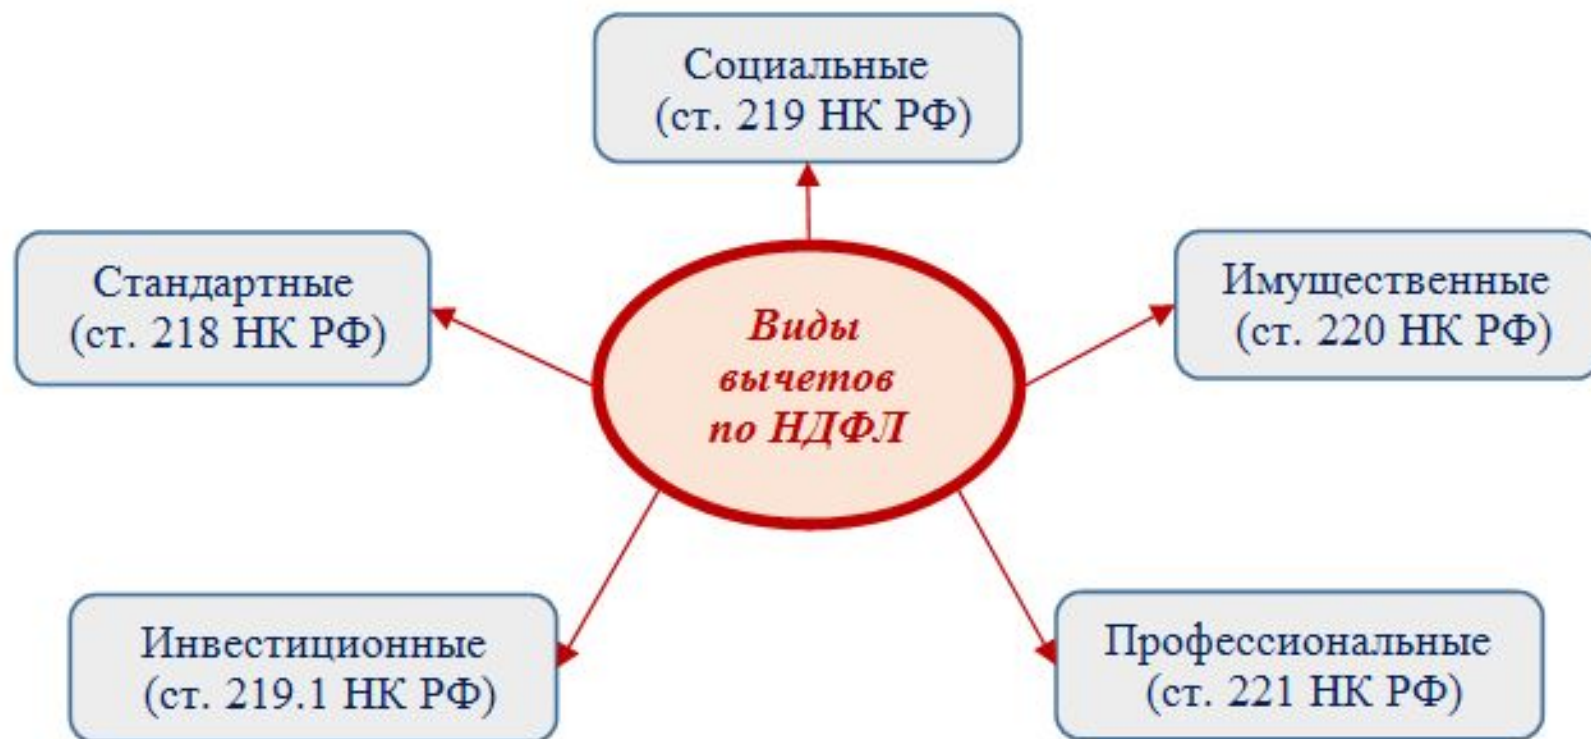 Социальные
(ст. 219 НК РФ)
Стандартные
(ст. 218 НК РФ)
Виды
вычетов
по НДФЛ
Имущественные
(ст. 220 НК РФ)
Инвестиционные
(ст. 219.1 НК РФ)
Профессиональные
(ст. 221 НК РФ)